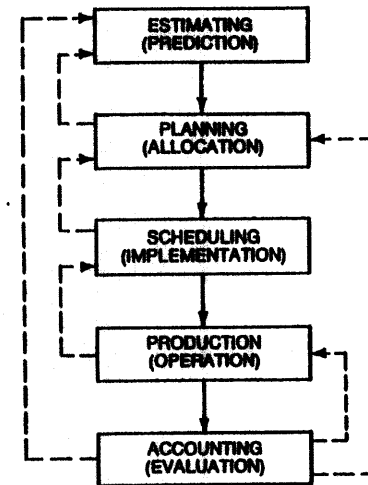 ESTIMATING
(PREDICTION)
PLANNING
(ALLOCATION)
SCHEDULING
(IMPLEMENTATION)
PRODUCTION
(OPERATION)
ACCOUNTING
(EVALUATION)